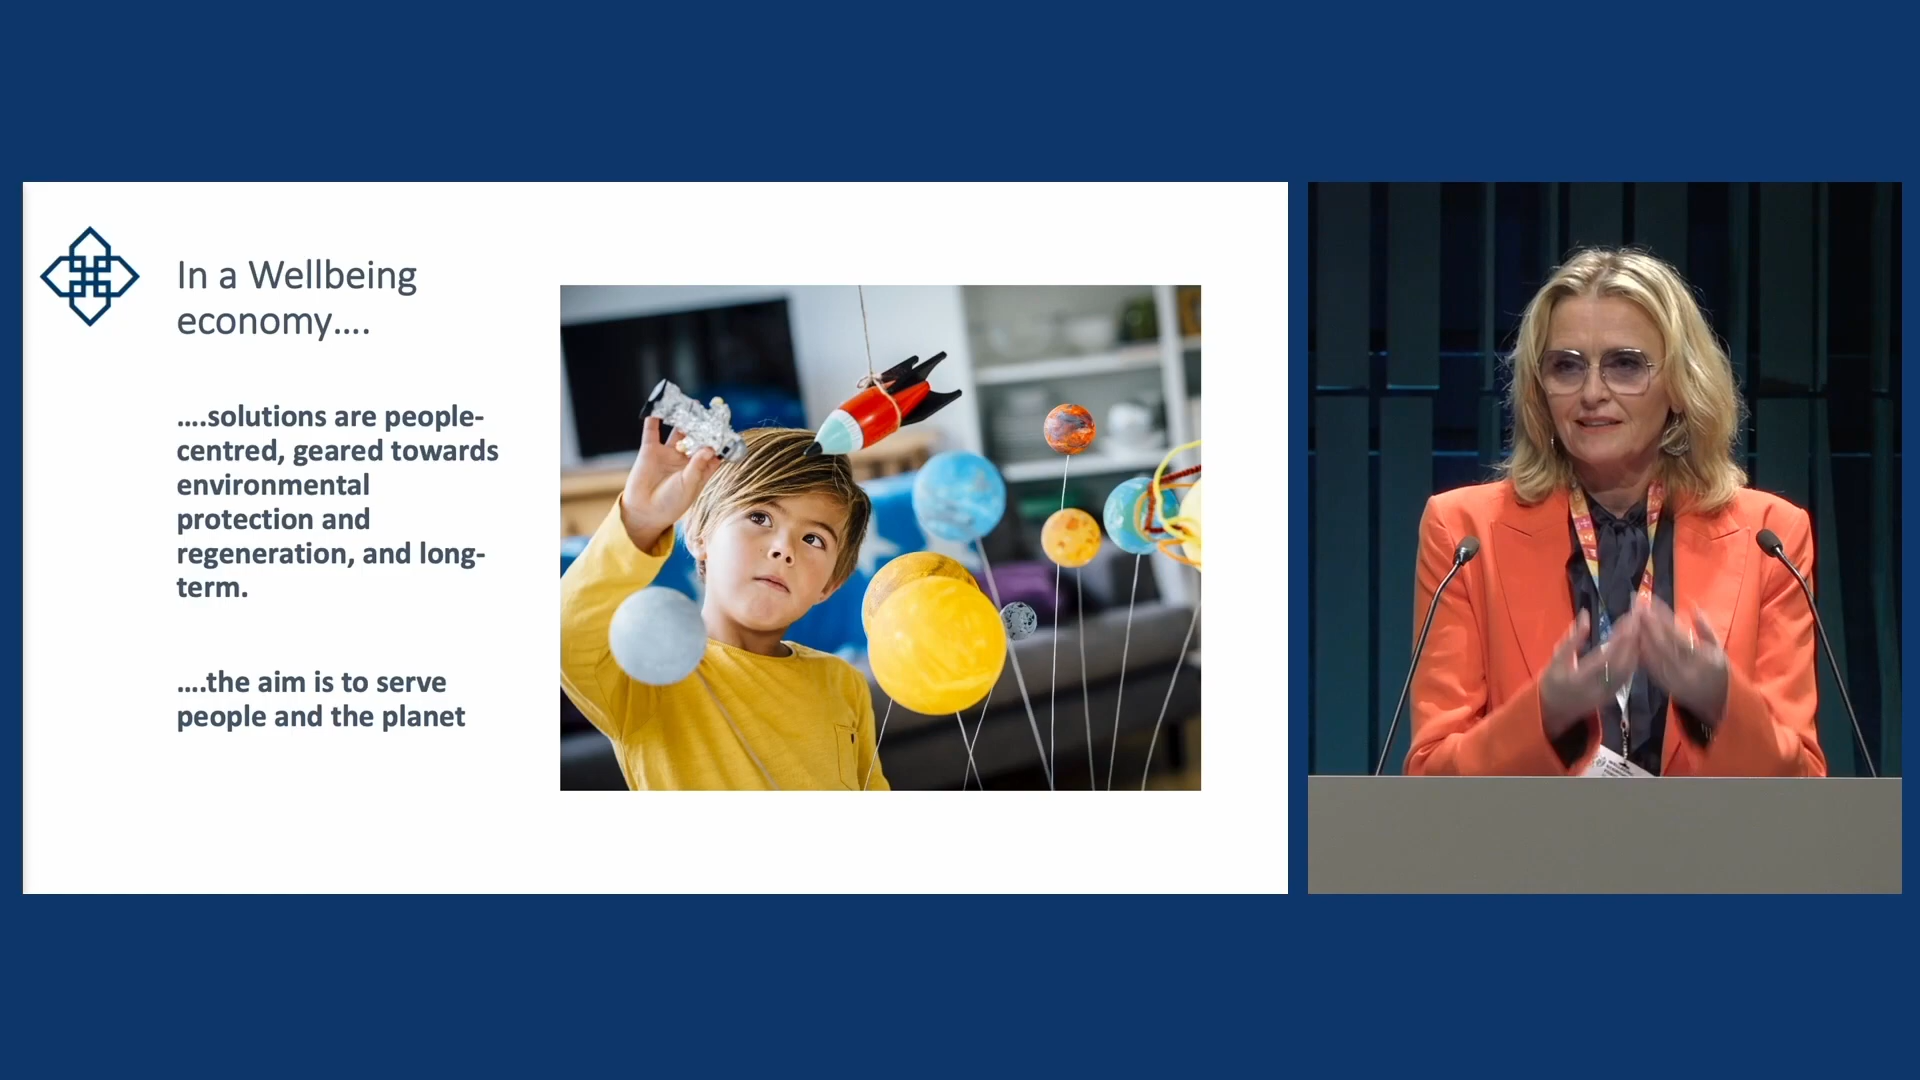 In a Wellbeing
economy....
....solutions are people-
centred, geared towards
environmental
protection and
regeneration, and long-
term.
....the aim is to serve
people and the planet